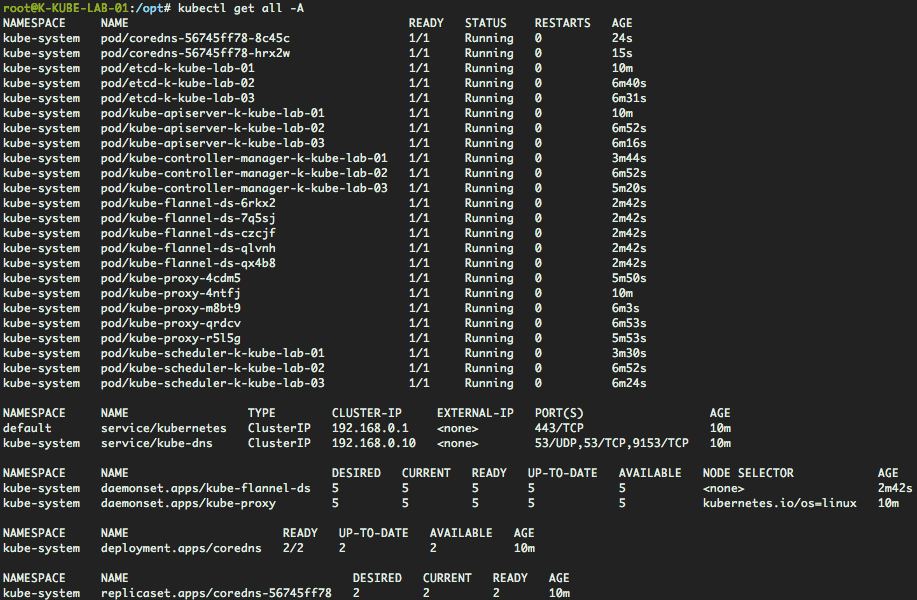 root@K-KUBE-LAB-01:/opt# kubectl get all -A
NAMESPACE     NAME                                        READY   STATUS    RESTARTS   AGE
kube-system   pod/coredns-56745ff78-8c45c                 1/1     Running   0          24s
kube-system   pod/coredns-56745ff78-hrx2w                 1/1     Running   0          15s
kube-system   pod/etcd-k-kube-lab-01                      1/1     Running   0          10m
kube-system   pod/etcd-k-kube-lab-02                      1/1     Running   0          6m40s
kube-system   pod/etcd-k-kube-lab-03                      1/1     Running   0          6m31s
kube-system   pod/kube-apiserver-k-kube-lab-01            1/1     Running   0          10m
kube-system   pod/kube-apiserver-k-kube-lab-02            1/1     Running   0          6m52s
kube-system   pod/kube-apiserver-k-kube-lab-03            1/1     Running   0          6m16s
kube-system   pod/kube-controller-manager-k-kube-lab-01   1/1     Running   0          3m44s
kube-system   pod/kube-controller-manager-k-kube-lab-02   1/1     Running   0          6m52s
kube-system   pod/kube-controller-manager-k-kube-lab-03   1/1     Running   0          5m20s
kube-system   pod/kube-flannel-ds-6rkx2                   1/1     Running   0          2m42s
kube-system   pod/kube-flannel-ds-7q5sj                   1/1     Running   0          2m42s
kube-system   pod/kube-flannel-ds-czcjf                   1/1     Running   0          2m42s
kube-system   pod/kube-flannel-ds-qlvnh                   1/1     Running   0          2m42s
kube-system   pod/kube-flannel-ds-qx4b8                   1/1     Running   0          2m42s
kube-system   pod/kube-proxy-4cdm5                        1/1     Running   0          5m50s
kube-system   pod/kube-proxy-4ntfj                        1/1     Running   0          10m
kube-system   pod/kube-proxy-m8bt9                        1/1     Running   0          6m3s
kube-system   pod/kube-proxy-qrdcv                        1/1     Running   0          6m53s
kube-system   pod/kube-proxy-r5l5g                        1/1     Running   0          5m53s
kube-system   pod/kube-scheduler-k-kube-lab-01            1/1     Running   0          3m30s
kube-system   pod/kube-scheduler-k-kube-lab-02            1/1     Running   0          6m52s
kube-system   pod/kube-scheduler-k-kube-lab-03            1/1     Running   0          6m24s

NAMESPACE     NAME                 TYPE        CLUSTER-IP     EXTERNAL-IP   PORT(S)                  AGE
default       service/kubernetes   ClusterIP   192.168.0.1    <none>        443/TCP                  10m
kube-system   service/kube-dns     ClusterIP   192.168.0.10   <none>        53/UDP,53/TCP,9153/TCP   10m

NAMESPACE     NAME                             DESIRED   CURRENT   READY   UP-TO-DATE   AVAILABLE   NODE SELECTOR            AGE
kube-system   daemonset.apps/kube-flannel-ds   5         5         5       5            5           <none>                   2m42s
kube-system   daemonset.apps/kube-proxy        5         5         5       5            5           kubernetes.io/os=linux   10m

NAMESPACE     NAME                      READY   UP-TO-DATE   AVAILABLE   AGE
kube-system   deployment.apps/coredns   2/2     2            2           10m

NAMESPACE     NAME                                DESIRED   CURRENT   READY   AGE
kube-system   replicaset.apps/coredns-56745ff78   2         2         2       10m